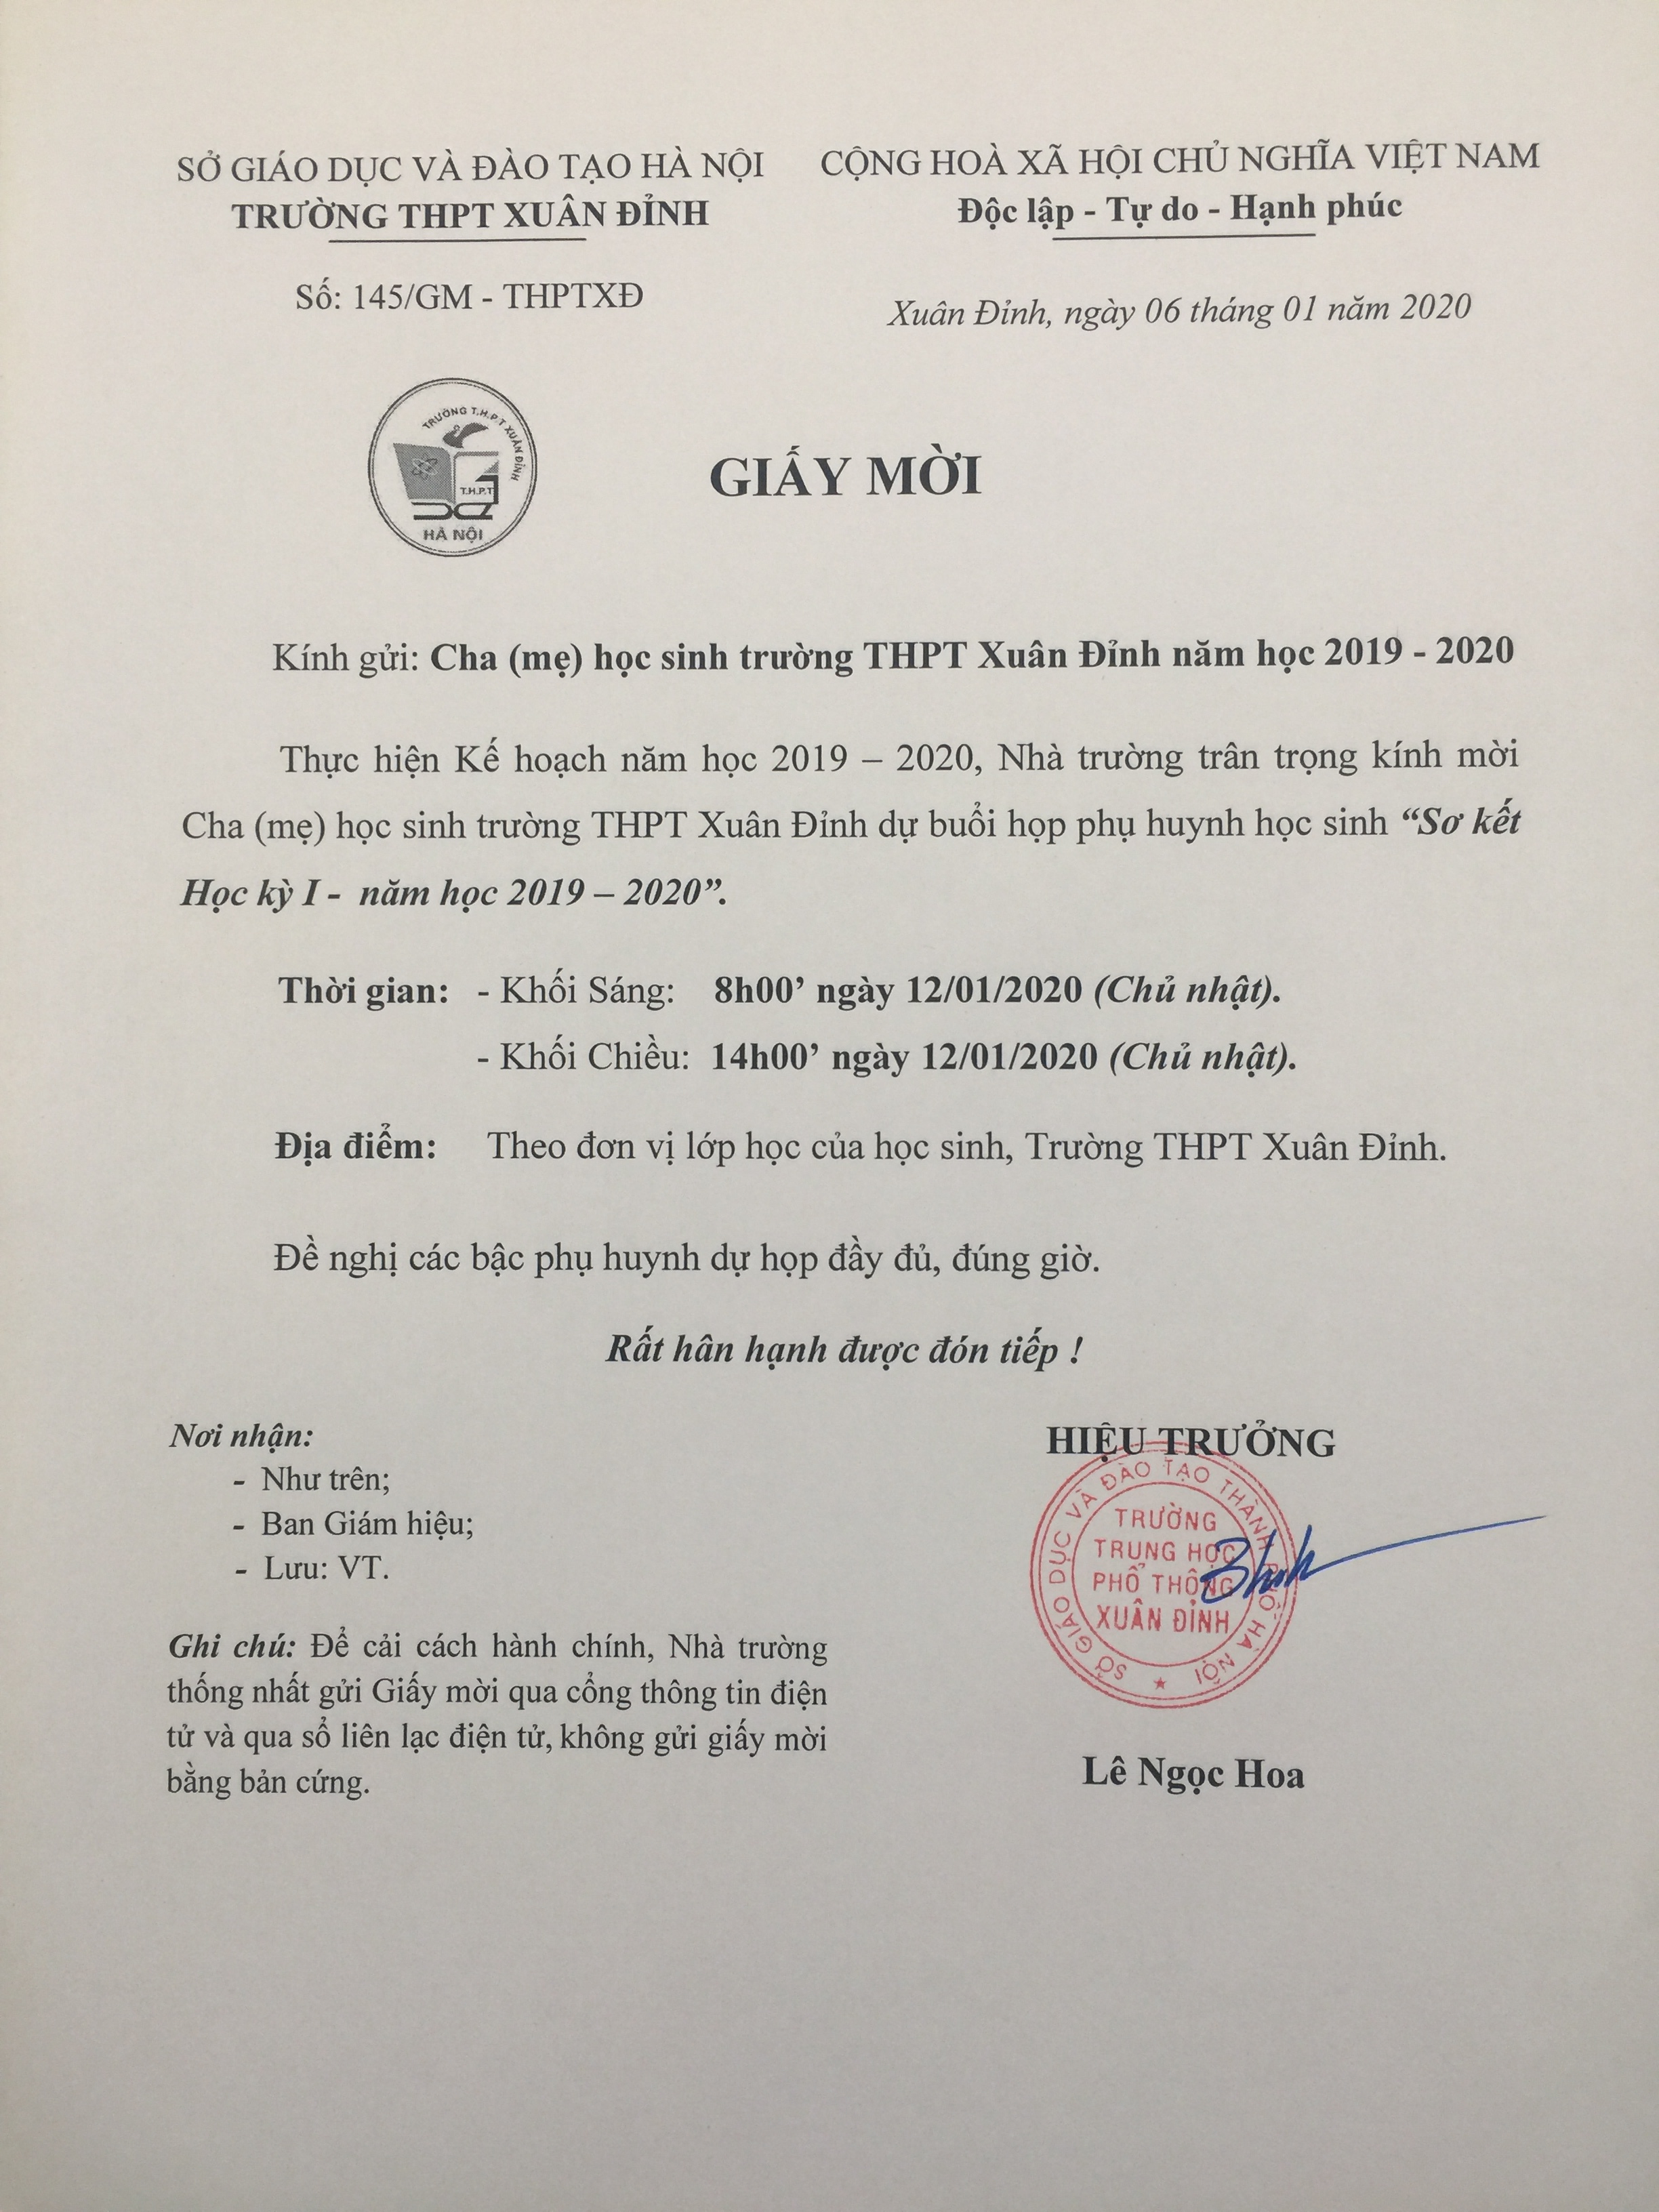 SỞ GIÁO DỤC VÀ ĐÀO TẠO HÀ NỘI
TRƯỜNG THPT XUÂN ĐỈNH
Số: 145/GM - THPTXĐ
CỘNG HOÀ XÃ HỘI CHỦ NGHĨA VIỆT NAM
Độc lập - Tự do - Hạnh phúc
Xuân Đỉnh, ngày 06 tháng 01 năm 2020
TRƯỜNG T.H.P.T XUÂN ĐỈNH
T.H.P.T
HÀ NỘI
GIẤY MỜI
Kính gửi: Cha (mẹ) học sinh trường THPT Xuân Đỉnh năm học 2019 - 2020
Thực hiện Kế hoạch năm học 2019 – 2020, Nhà trường trân trọng kính mời
Cha (mẹ) học sinh trường THPT Xuân Đỉnh dự buổi họp phụ huynh học sinh “Sơ kết
Học kỳ I - năm học 2019 – 2020”.
Thời gian: - Khối Sáng: 8h00’ ngày 12/01/2020 (Chủ nhật).
- Khối Chiều: 14h00’ ngày 12/01/2020 (Chủ nhật).
Địa điểm: Theo đơn vị lớp học của học sinh, Trường THPT Xuân Đỉnh.
Đề nghị các bậc phụ huynh dự họp đầy đủ, đúng giờ.
Rất hân hạnh được đón tiếp !
Nơi nhận:
- Như trên;
- Ban Giám hiệu;
- Lưu: VT.
Ghi chú: Để cải cách hành chính, Nhà trường
thống nhất gửi Giấy mời qua cổng thông tin điện
tử và qua sổ liên lạc điện tử, không gửi giấy mời
bằng bản cứng.
HIỆU TRƯỞNG
SỞ GIÁO DỤC VÀ ĐÀO TẠO THÀNH PHỐ HÀ NỘI
TRƯỜNG
TRUNG HỌC
PHỔ THÔNG
XUÂN ĐỈNH
Lê Ngọc Hoa